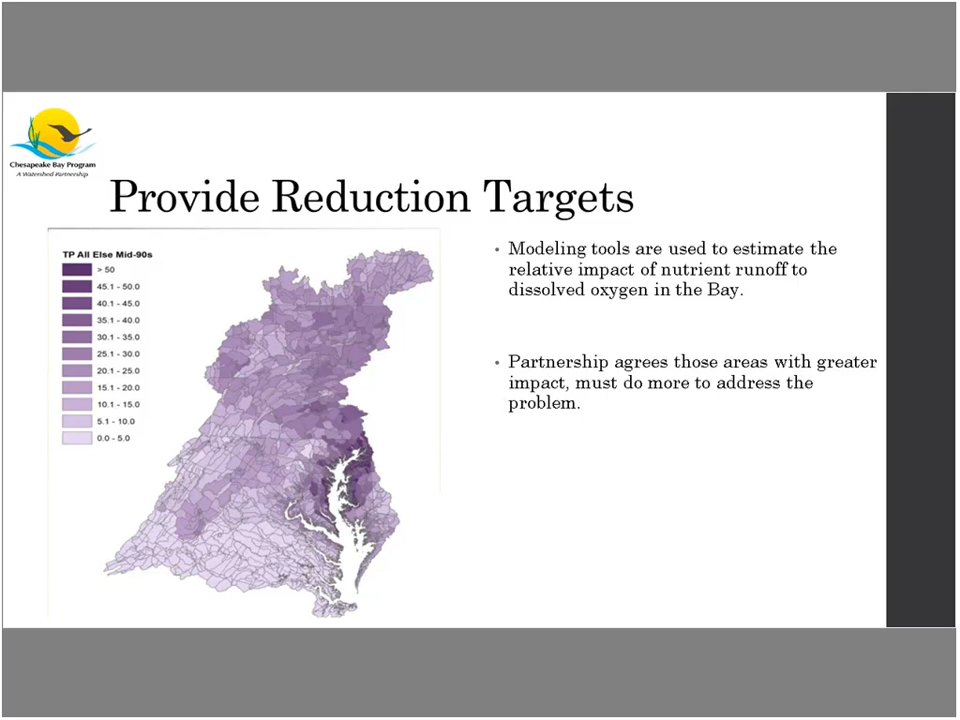 Chesapeake Bay Program
A Watershed Partnership
Provide Reduction Targets
TP All Else Mid-90s
> 50
45.1 - 50.0
40.1 - 45.0
35.1 - 40.0
30.1 - 35.0
25.1 - 30.0
20.1 - 25.0
15.1 - 20.0
10.1 - 15.0
5.1 - 10.0
0.0 - 5.0
• Modeling tools are used to estimate the
relative impact of nutrient runoff to
dissolved oxygen in the Bay.
• Partnership agrees those areas with greater
impact, must do more to address the
problem.